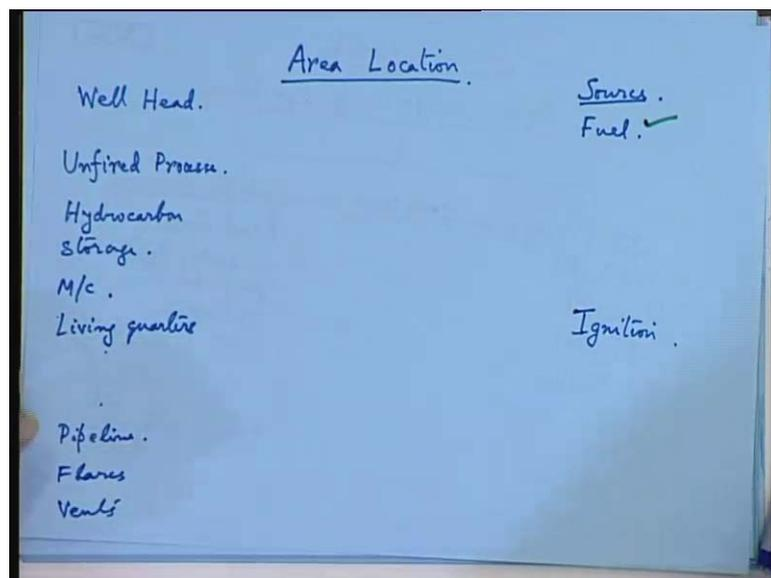 Area Location.
Well Head.
Sources.
Fuel.
Unfired Process.
Hydrocarbon
Storage.
M/c.
Living quarters
Ignition.
Pipeline.
Flares
Vents